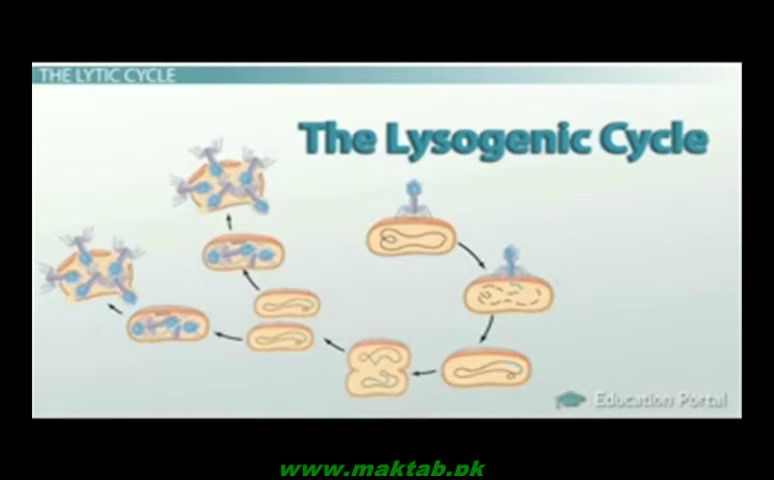 THE LYTIC CYCLE
The Lysogenic Cycle
Education Portal
www.maktab.pk